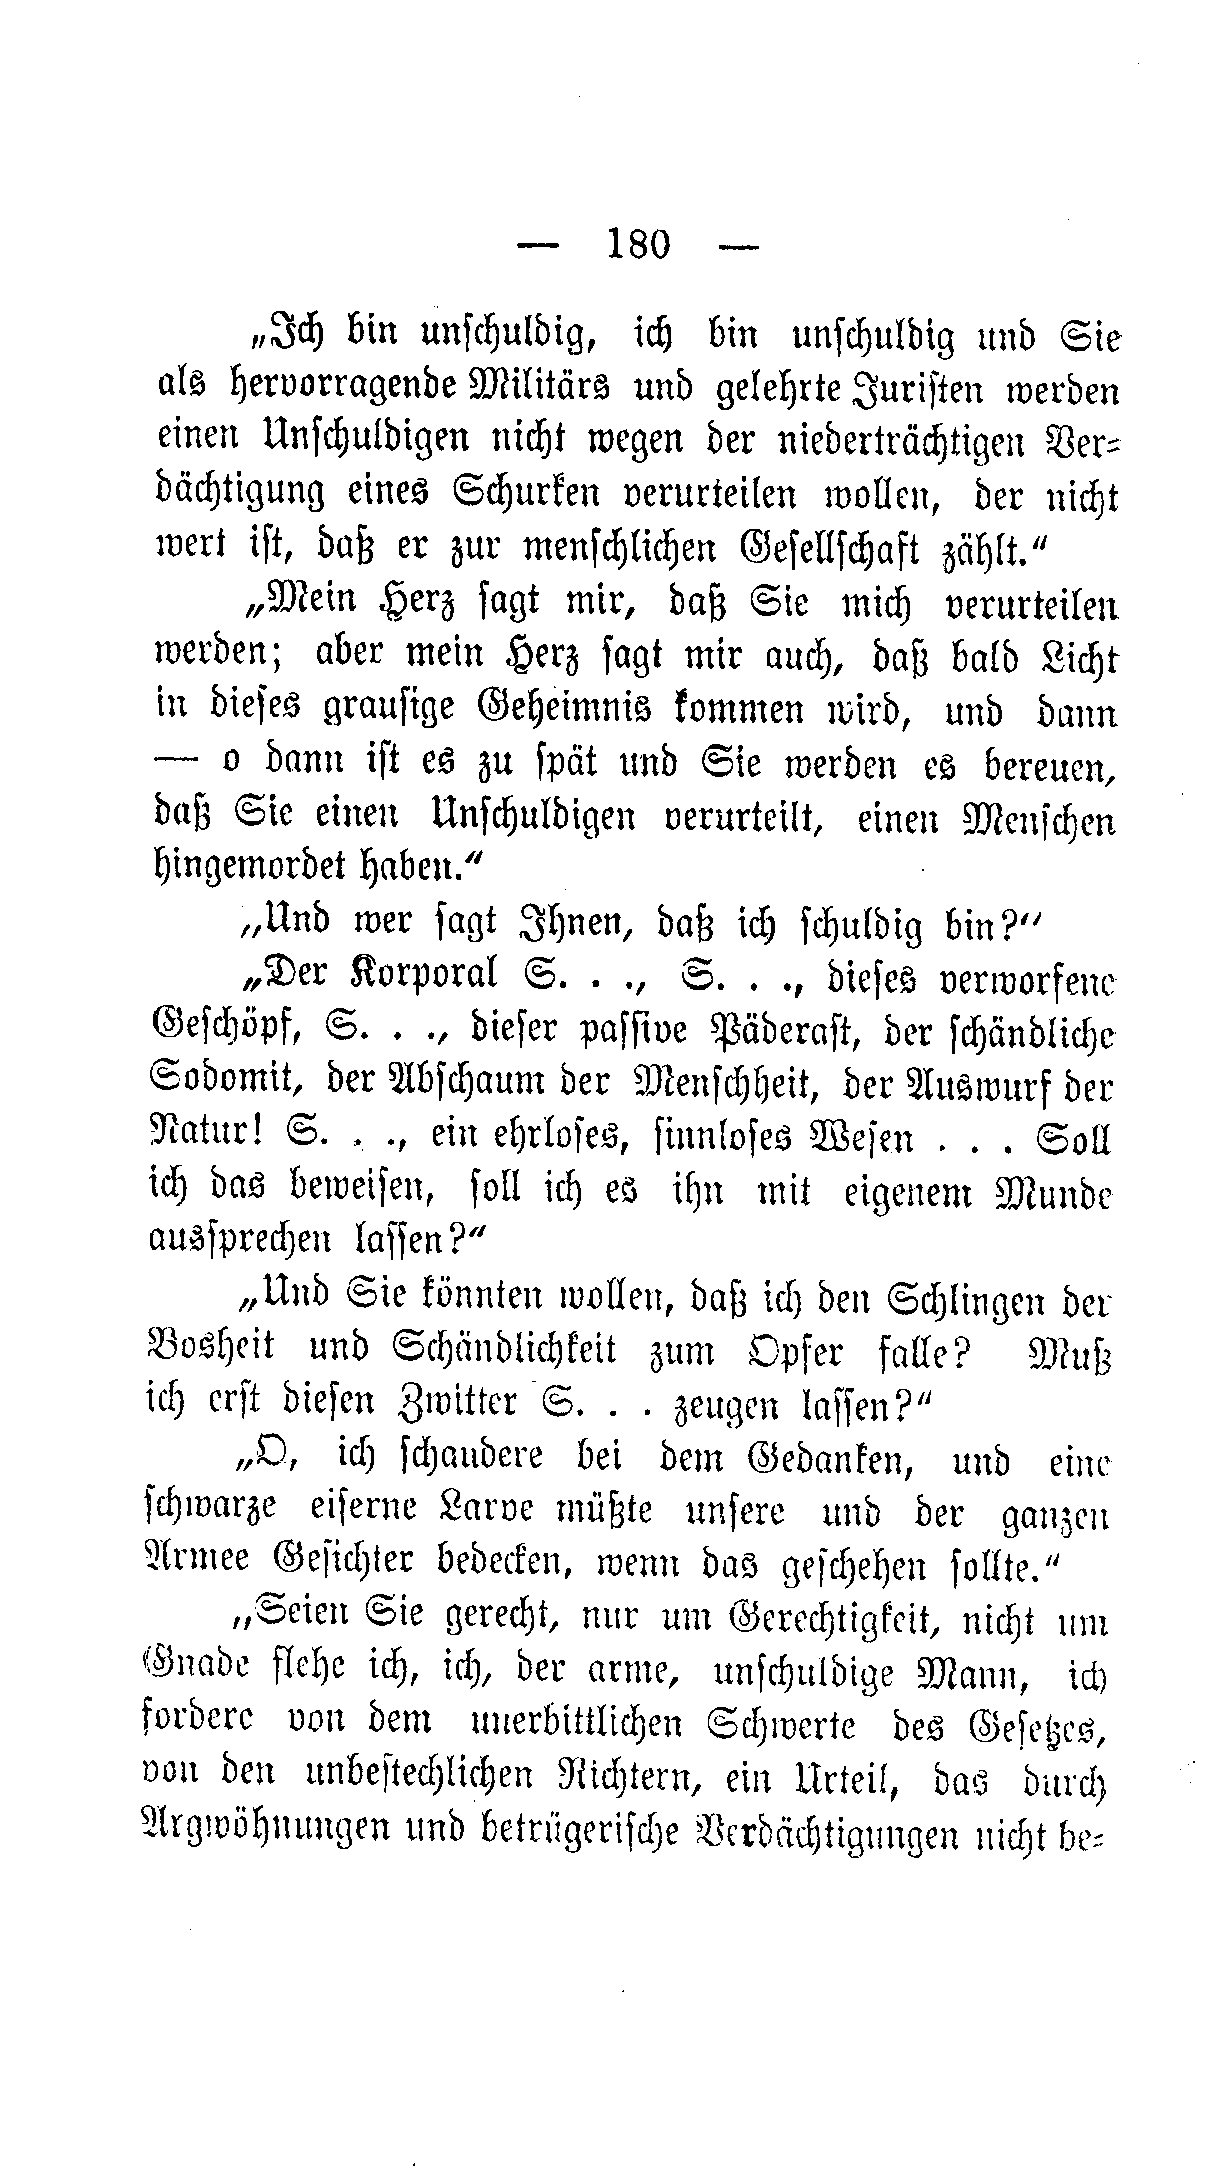 — 180 —
„Ich bin unschuldig, ich bin unschuldig und Sie
als hervorragende Militärs und gelehrte Juristen werden
einen Unschuldigen nicht wegen der niederträchtigen Ver-
dächtigung eines Schurken verurteilen wollen, der nicht
wert ist, daß er zur menschlichen Gesellschaft zählt.“
„Mein Herz sagt mir, daß Sie mich verurteilen
werden; aber mein Herz sagt mir auch, daß bald Licht
in dieses grausige Geheimnis kommen wird, und dann
— o dann ist es zu spät und Sie werden es bereuen,
daß Sie einen Unschuldigen verurteilt, einen Menschen
hingemordet haben.“
„Und wer sagt Ihnen, daß ich schuldig bin?“
„Der Korporal S. . ., S. . ., dieses verworfene
Geschöpf, S. . ., dieser passive Päderast, der schändliche
Sodomit, der Abschaum der Menschheit, der Auswurf der
Natur! S. . ., ein ehrloses, sinnloses Wesen . . . Soll
ich das beweisen, soll ich es ihn mit eigenem Munde
aussprechen lassen?“
„Und Sie könnten wollen, daß ich den Schlingen der
Bosheit und Schändlichkeit zum Opfer falle? Muß
ich erst diesen Zwitter S. . . zeugen lassen?“
„O, ich schaudere bei dem Gedanken, und eine
schwarze eiserne Larve müßte unsere und der ganzen
Armee Gesichter bedecken, wenn das geschehen sollte.“
„Seien Sie gerecht, nur um Gerechtigkeit, nicht um
Gnade flehe ich, ich, der arme, unschuldige Mann, ich
fordere von dem unerbittlichen Schwerte des Gesetzes,
von den unbestechlichen Richtern, ein Urteil, das durch
Argwöhnungen und betrügerische Verdächtigungen nicht be-